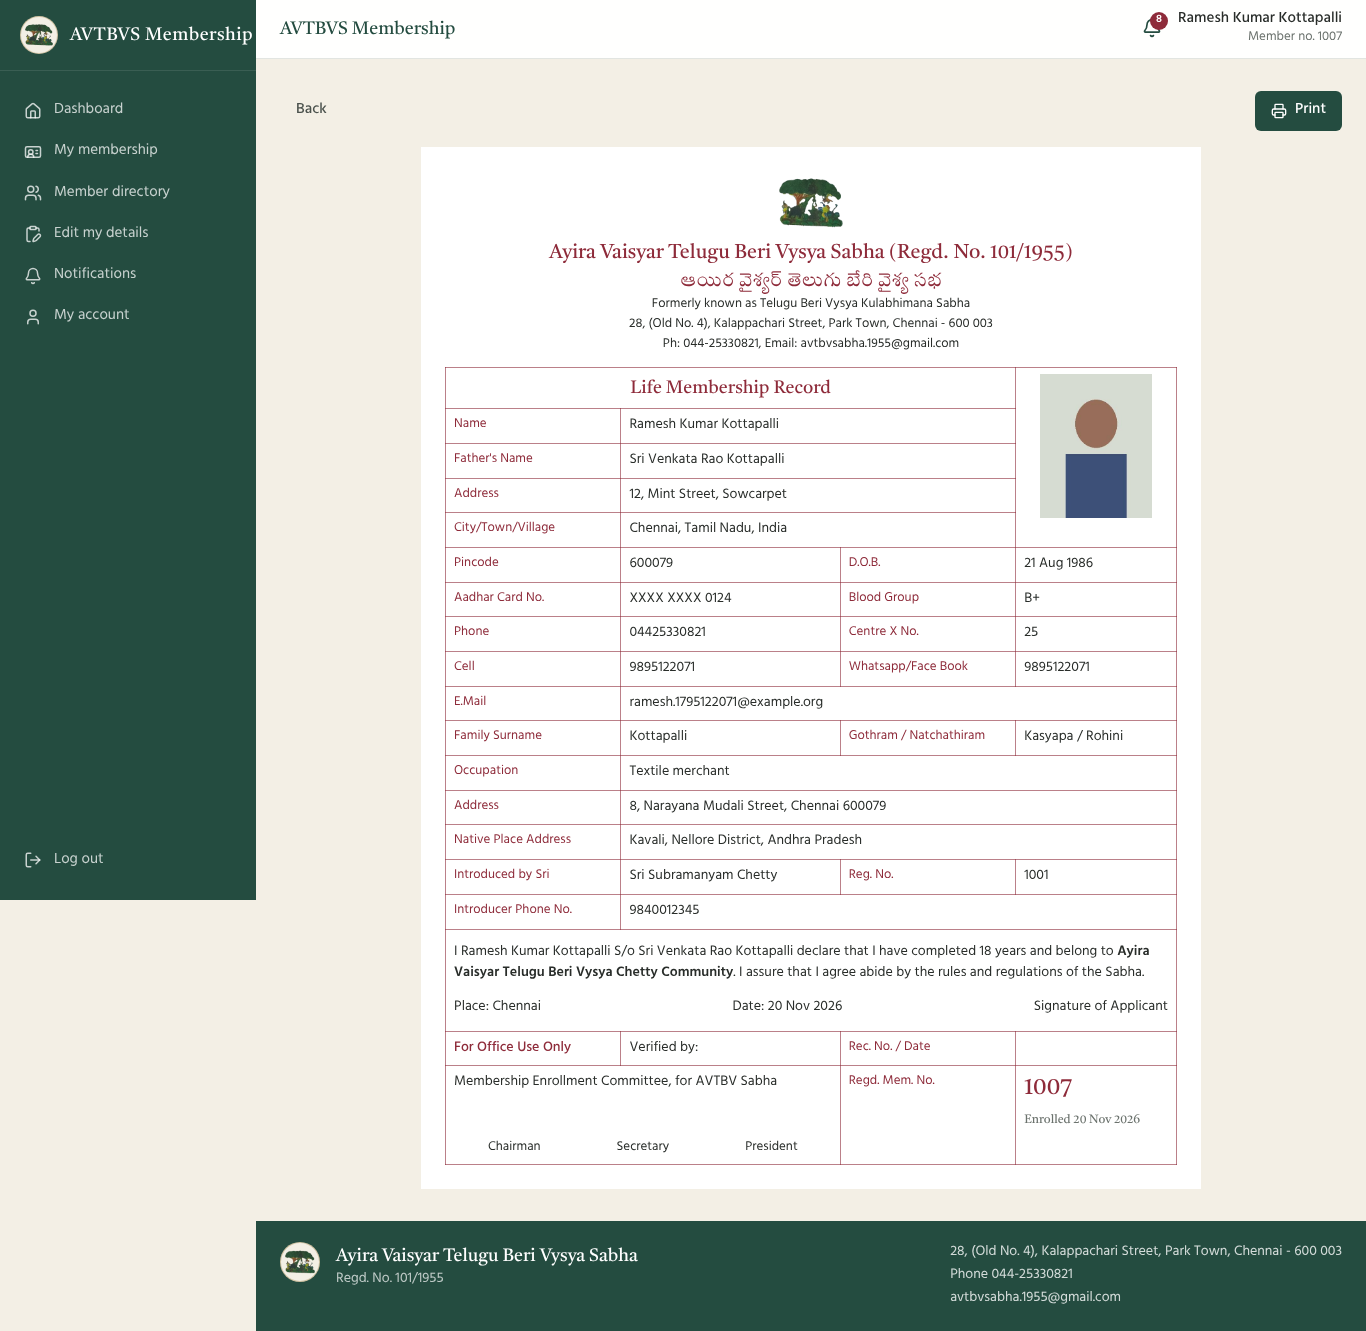 AVTBVS Membership
AVTBVS Membership
8
Ramesh Kumar Kottapalli
Member no. 1007
Dashboard
My membership
Member directory
Edit my details
Notifications
My account
Log out
Back
Print
Ayira Vaisyar Telugu Beri Vysya Sabha (Regd. No. 101/1955)
ఆయిర వైశ్యర్ తెలుగు బేరి వైశ్య సభ
Formerly known as Telugu Beri Vysya Kulabhimana Sabha
28, (Old No. 4), Kalappachari Street, Park Town, Chennai - 600 003
Ph: 044-25330821, Email: avtbvsabha.1955@gmail.com
Life Membership Record
Name Ramesh Kumar Kottapalli
Father's Name Sri Venkata Rao Kottapalli
Address 12, Mint Street, Sowcarpet
City/Town/Village Chennai, Tamil Nadu, India
Pincode 600079 D.O.B. 21 Aug 1986
Aadhar Card No. XXXX XXXX 0124 Blood Group B+
Phone 04425330821 Centre X No. 25
Cell 9895122071 Whatsapp/Face Book 9895122071
E.Mail ramesh.1795122071@example.org
Family Surname Kottapalli Gothram / Natchathiram Kasyapa / Rohini
Occupation Textile merchant
Address 8, Narayana Mudali Street, Chennai 600079
Native Place Address Kavali, Nellore District, Andhra Pradesh
Introduced by Sri Sri Subramanyam Chetty Reg. No. 1001
Introducer Phone No. 9840012345
I Ramesh Kumar Kottapalli S/o Sri Venkata Rao Kottapalli declare that I have completed 18 years and belong to Ayira
Vaisyar Telugu Beri Vysya Chetty Community. I assure that I agree abide by the rules and regulations of the Sabha.
Place: Chennai Date: 20 Nov 2026 Signature of Applicant
For Office Use Only Verified by: Rec. No. / Date
Membership Enrollment Committee, for AVTBV Sabha Regd. Mem. No. 1007
Enrolled 20 Nov 2026
Chairman Secretary President
Ayira Vaisyar Telugu Beri Vysya Sabha
Regd. No. 101/1955
28, (Old No. 4), Kalappachari Street, Park Town, Chennai - 600 003
Phone 044-25330821
avtbvsabha.1955@gmail.com